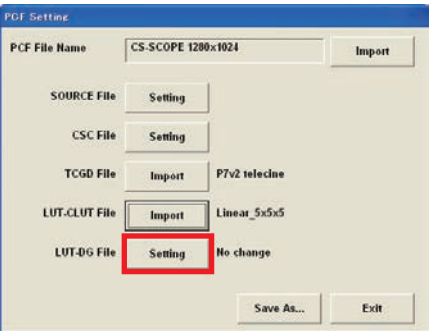 PCF Setting
PCF File Name CS-SCOPE 1280x1024 Import
SOURCE File Setting
CSC File Setting
TCGD File Import P7v2 telecine
LUT-CLUT File Import Linear_5x5x5
LUT-DG File Setting No change
Save As... Exit